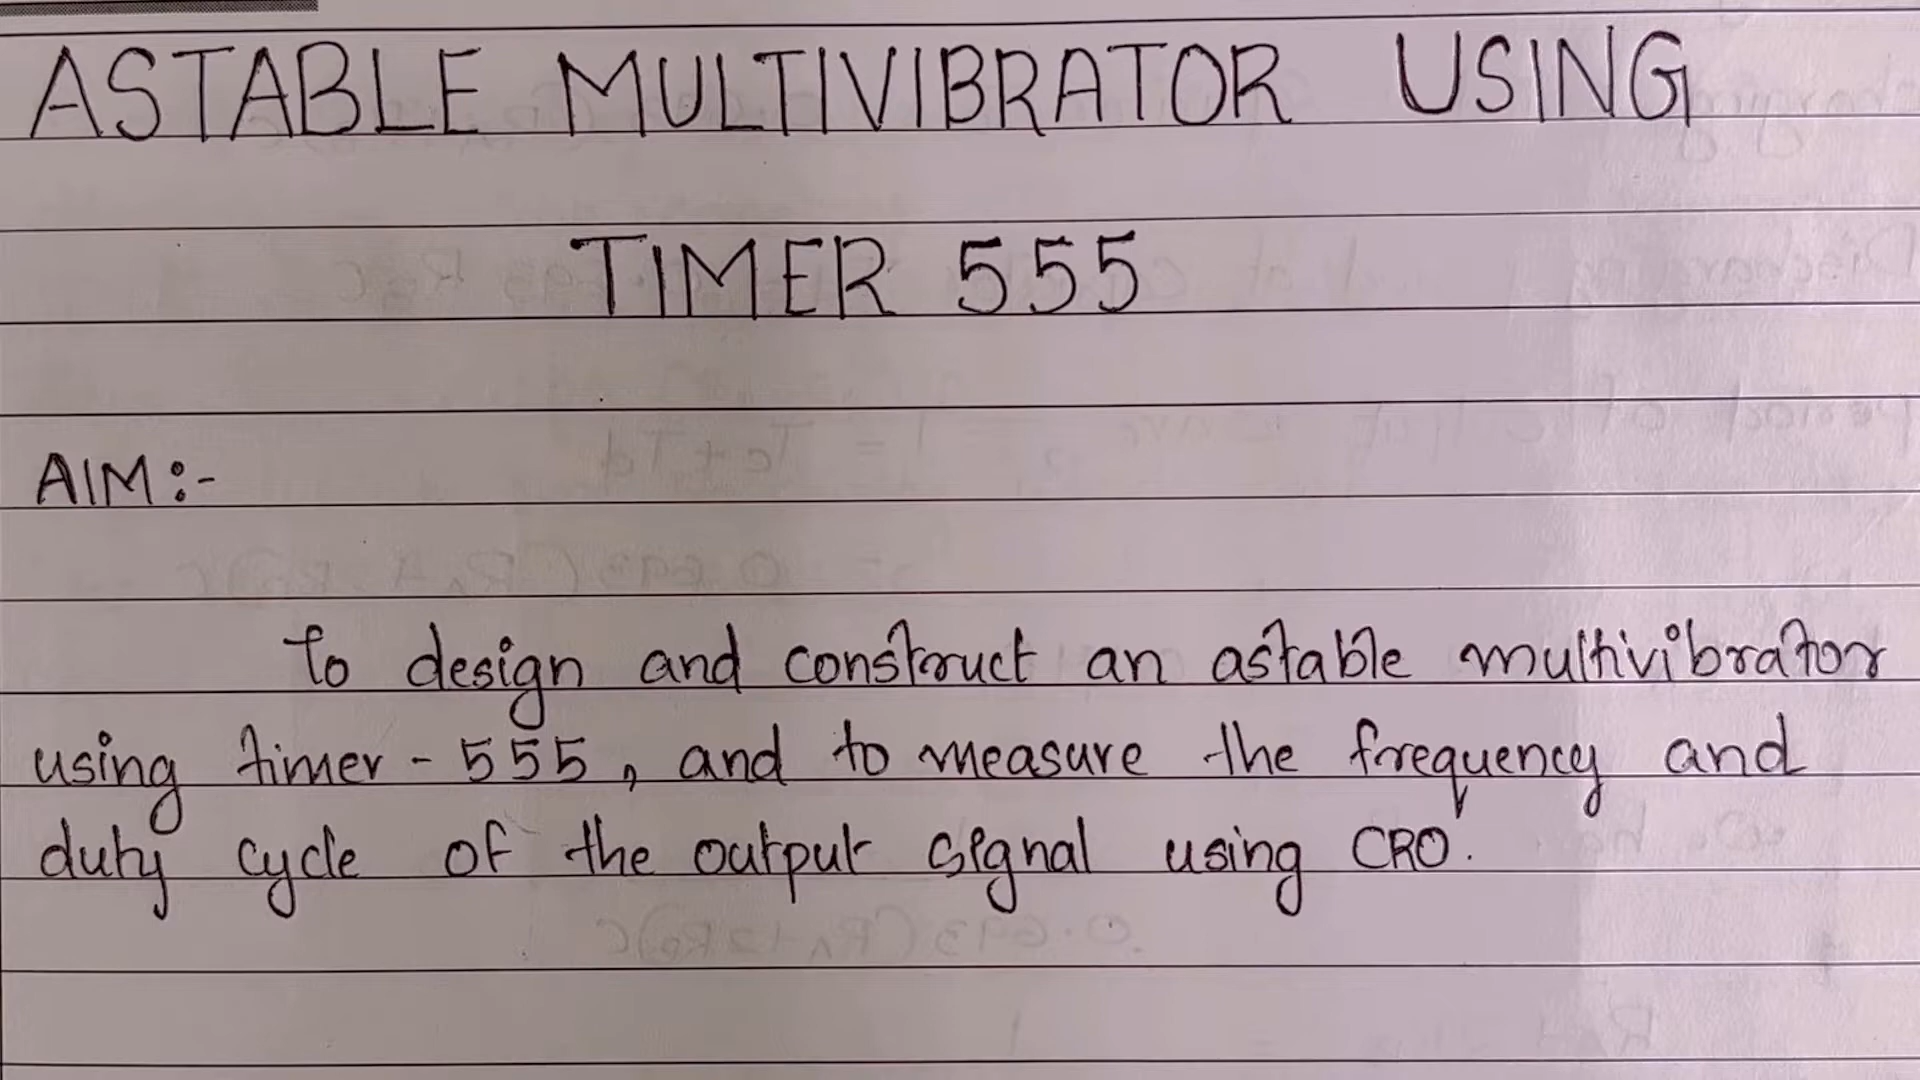 ASTABLE MULTIVIBRATOR USING
TIMER 555
AIM :-
To design and construct an astable multivibrator
using timer - 555, and to measure the frequency and
duty cycle of the output signal using CRO.